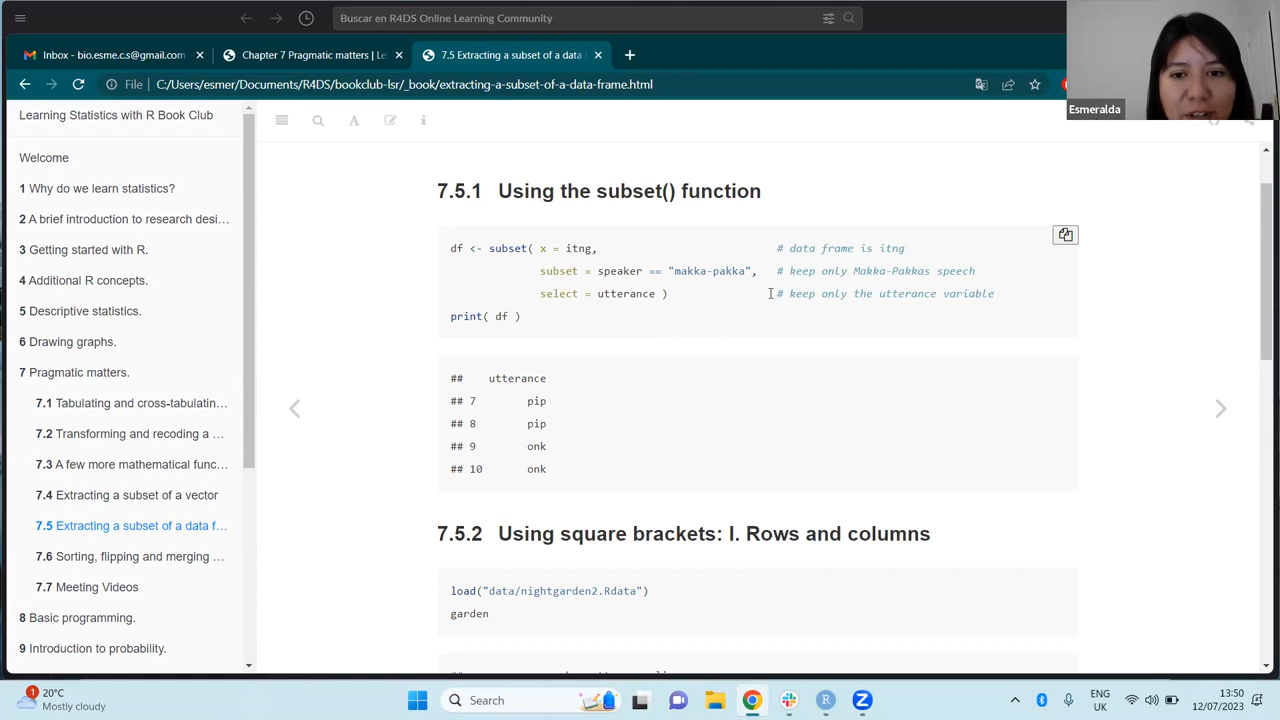 Buscar en R4DS Online Learning Community
Inbox - bio.esme.c.s@gmail.com
Chapter 7 Pragmatic matters | Le
7.5 Extracting a subset of a data f
File
C:/Users/esmer/Documents/R4DS/bookclub-lsr/_book/extracting-a-subset-of-a-data-frame.html
Esmeralda
Learning Statistics with R Book Club
Welcome
1 Why do we learn statistics?
2 A brief introduction to research desi...
3 Getting started with R.
4 Additional R concepts.
5 Descriptive statistics.
6 Drawing graphs.
7 Pragmatic matters.
7.1 Tabulating and cross-tabulatin...
7.2 Transforming and recoding a ...
7.3 A few more mathematical func...
7.4 Extracting a subset of a vector
7.5 Extracting a subset of a data f...
7.6 Sorting, flipping and merging ...
7.7 Meeting Videos
8 Basic programming.
9 Introduction to probability.
7.5.1 Using the subset() function
df <- subset( x = itng, # data frame is itng
subset = speaker == "makka-pakka", # keep only Makka-Pakkas speech
select = utterance ) # keep only the utterance variable
print( df )
## utterance
## 7 pip
## 8 pip
## 9 onk
## 10 onk
7.5.2 Using square brackets: I. Rows and columns
load("data/nightgarden2.Rdata")
garden
1
20°C
Mostly cloudy
Search
ENG
UK
13:50
12/07/2023